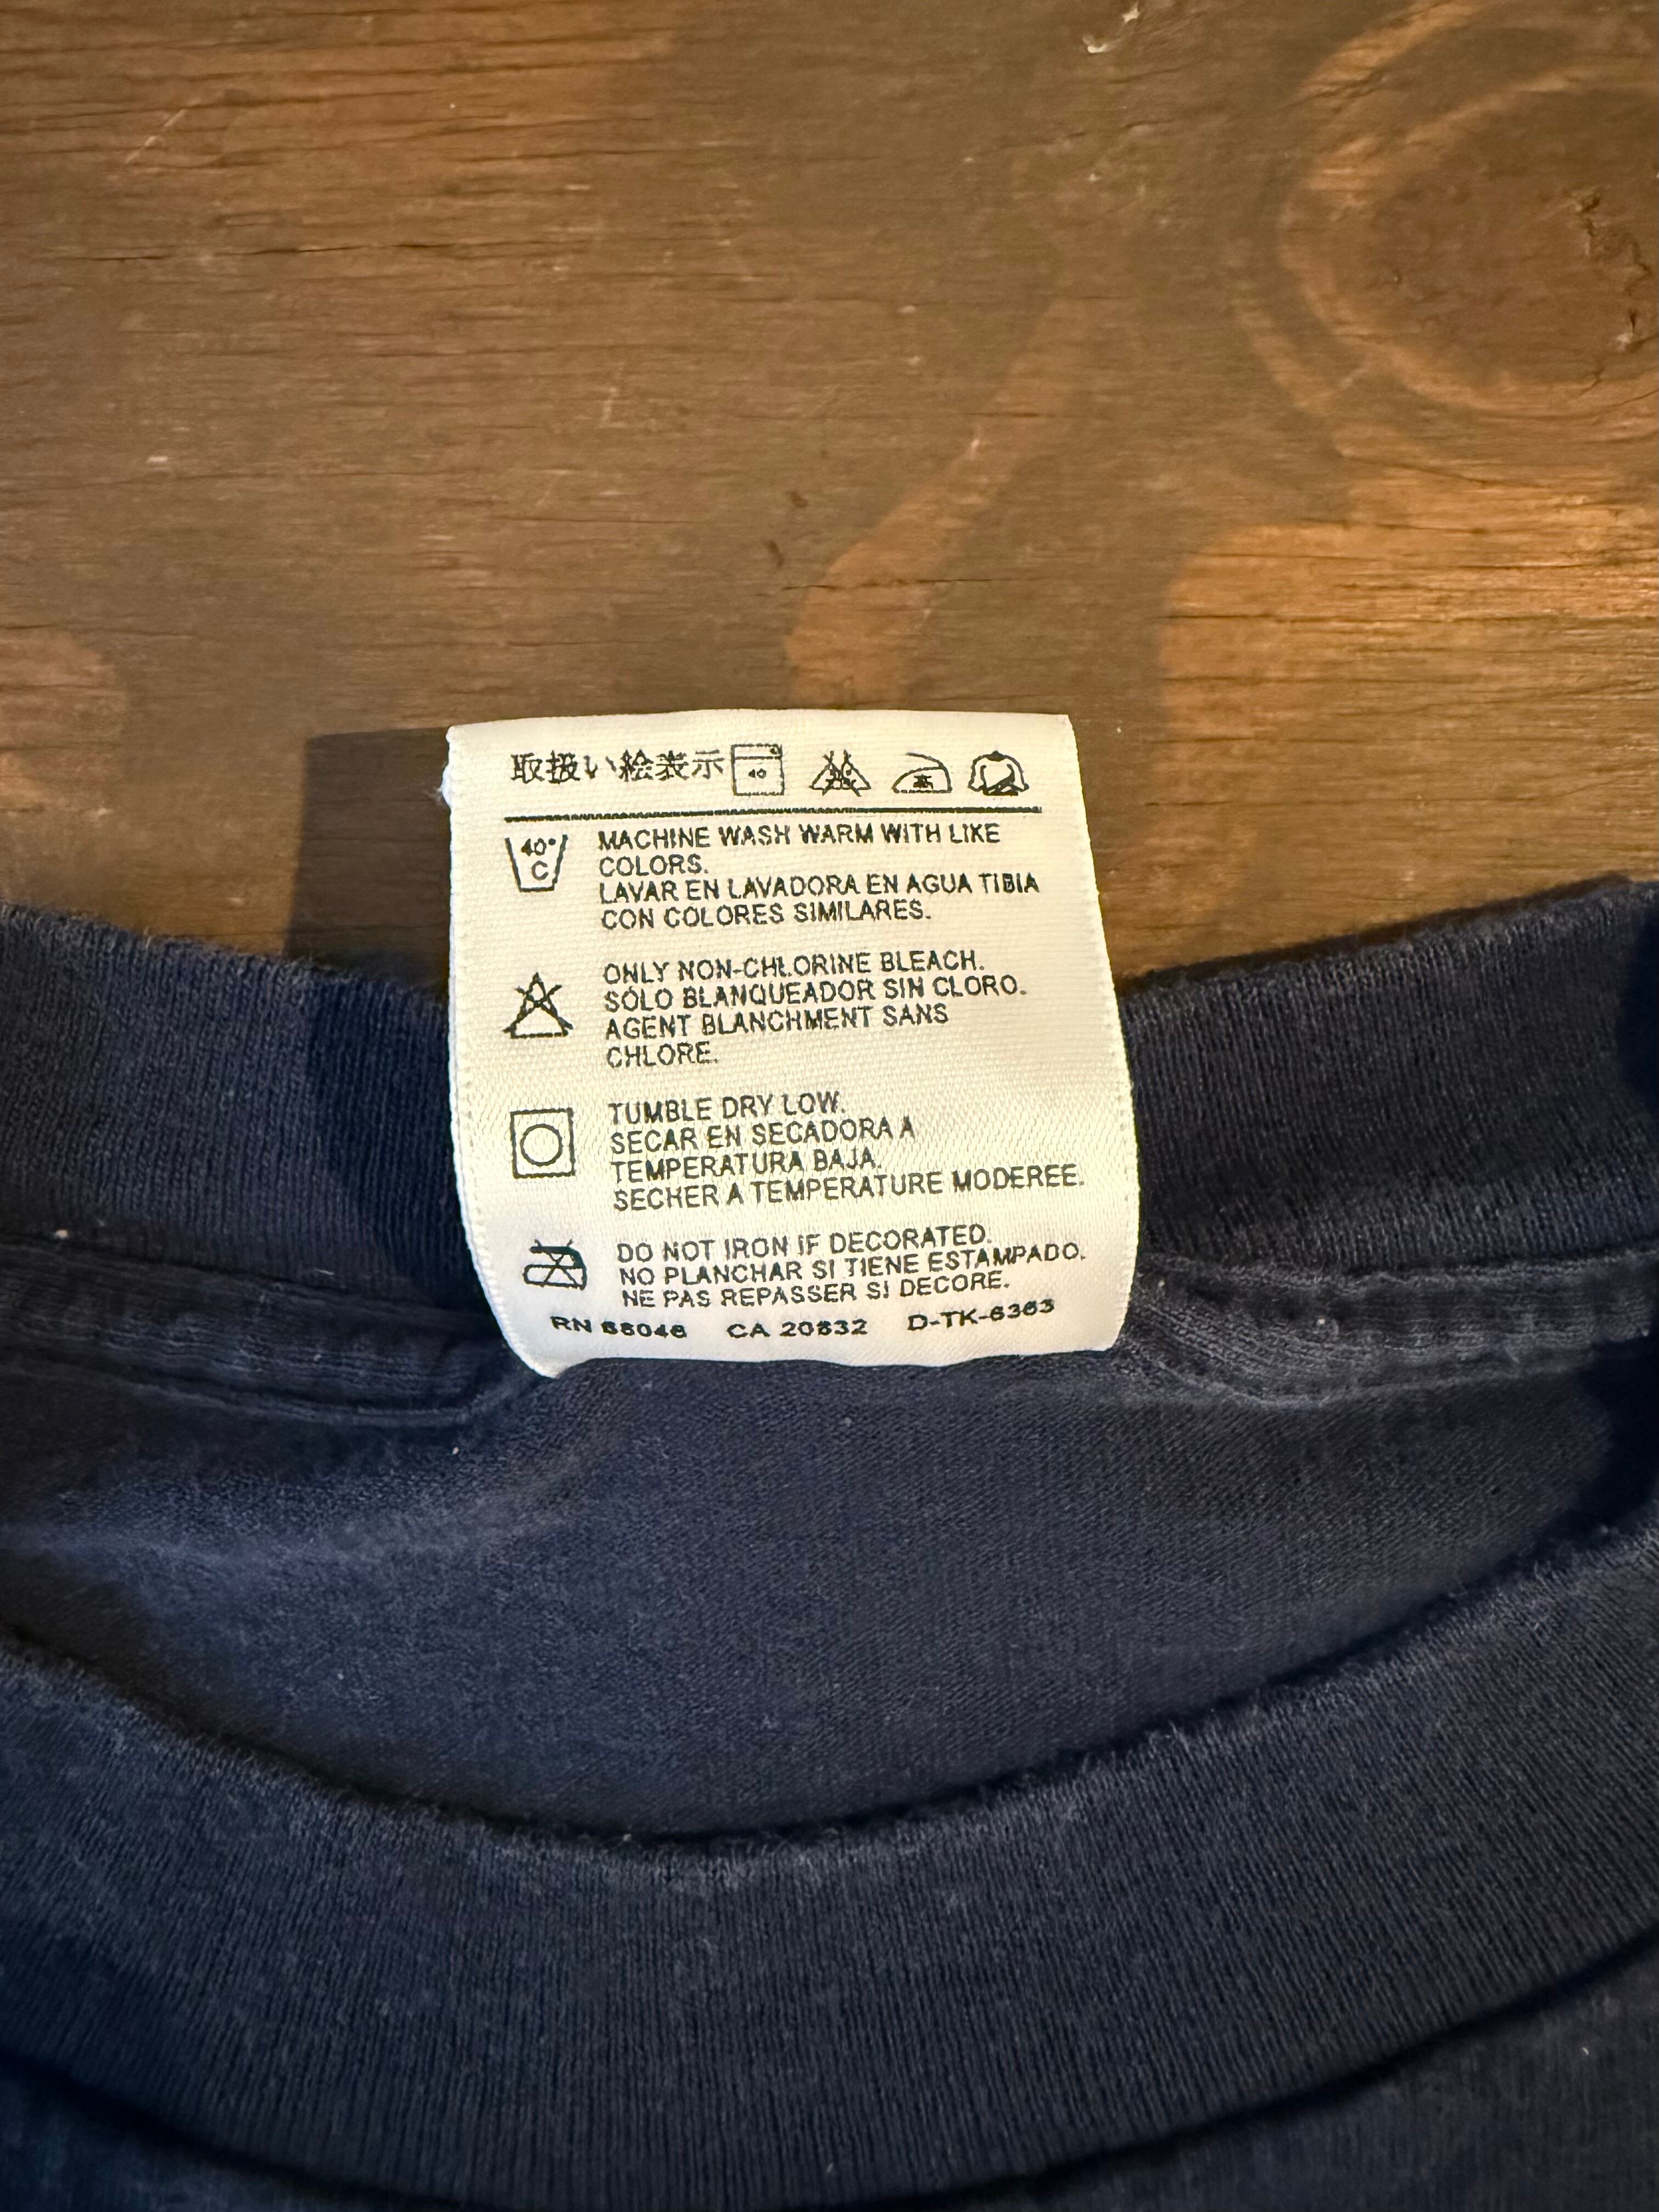 取扱い絵表示 40
40°
C
MACHINE WASH WARM WITH LIKE
COLORS.
LAVAR EN LAVADORA EN AGUA TIBIA
CON COLORES SIMILARES.
ONLY NON-CHLORINE BLEACH.
SÓLO BLANQUEADOR SIN CLORO.
AGENT BLANCHMENT SANS
CHLORE.
TUMBLE DRY LOW.
SECAR EN SECADORA A
TEMPERATURA BAJA.
SECHER A TEMPERATURE MODEREE.
DO NOT IRON IF DECORATED.
NO PLANCHAR SI TIENE ESTAMPADO.
NE PAS REPASSER SI DECORE.
RN CA D-TK-6363